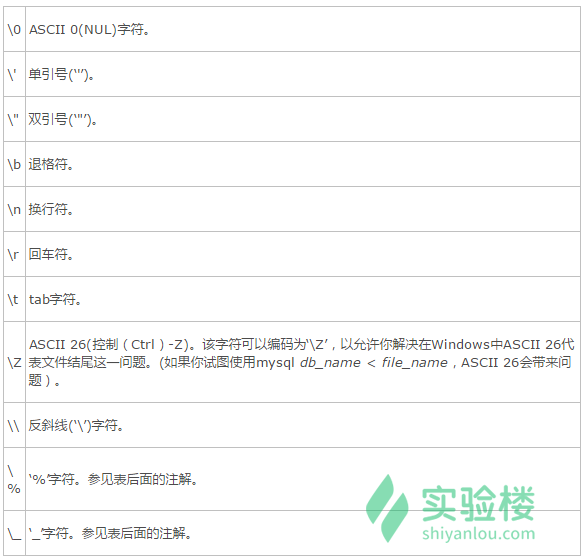 \0 ASCII 0(NUL)字符。
\' 单引号(‘'’)。
\" 双引号(‘"’)。
\b 退格符。
\n 换行符。
\r 回车符。
\t tab字符。
\Z ASCII 26(控制（Ctrl）-Z)。该字符可以编码为‘\Z’，以允许你解决在Windows中ASCII 26代
表文件结尾这一问题。(如果你试图使用mysql db_name < file_name，ASCII 26会带来问
题）。
\\ 反斜线(‘\’)字符。
\
% ‘%’字符。参见表后面的注解。
\_ ‘_’字符。参见表后面的注解。
实验楼
shiyanlou.com